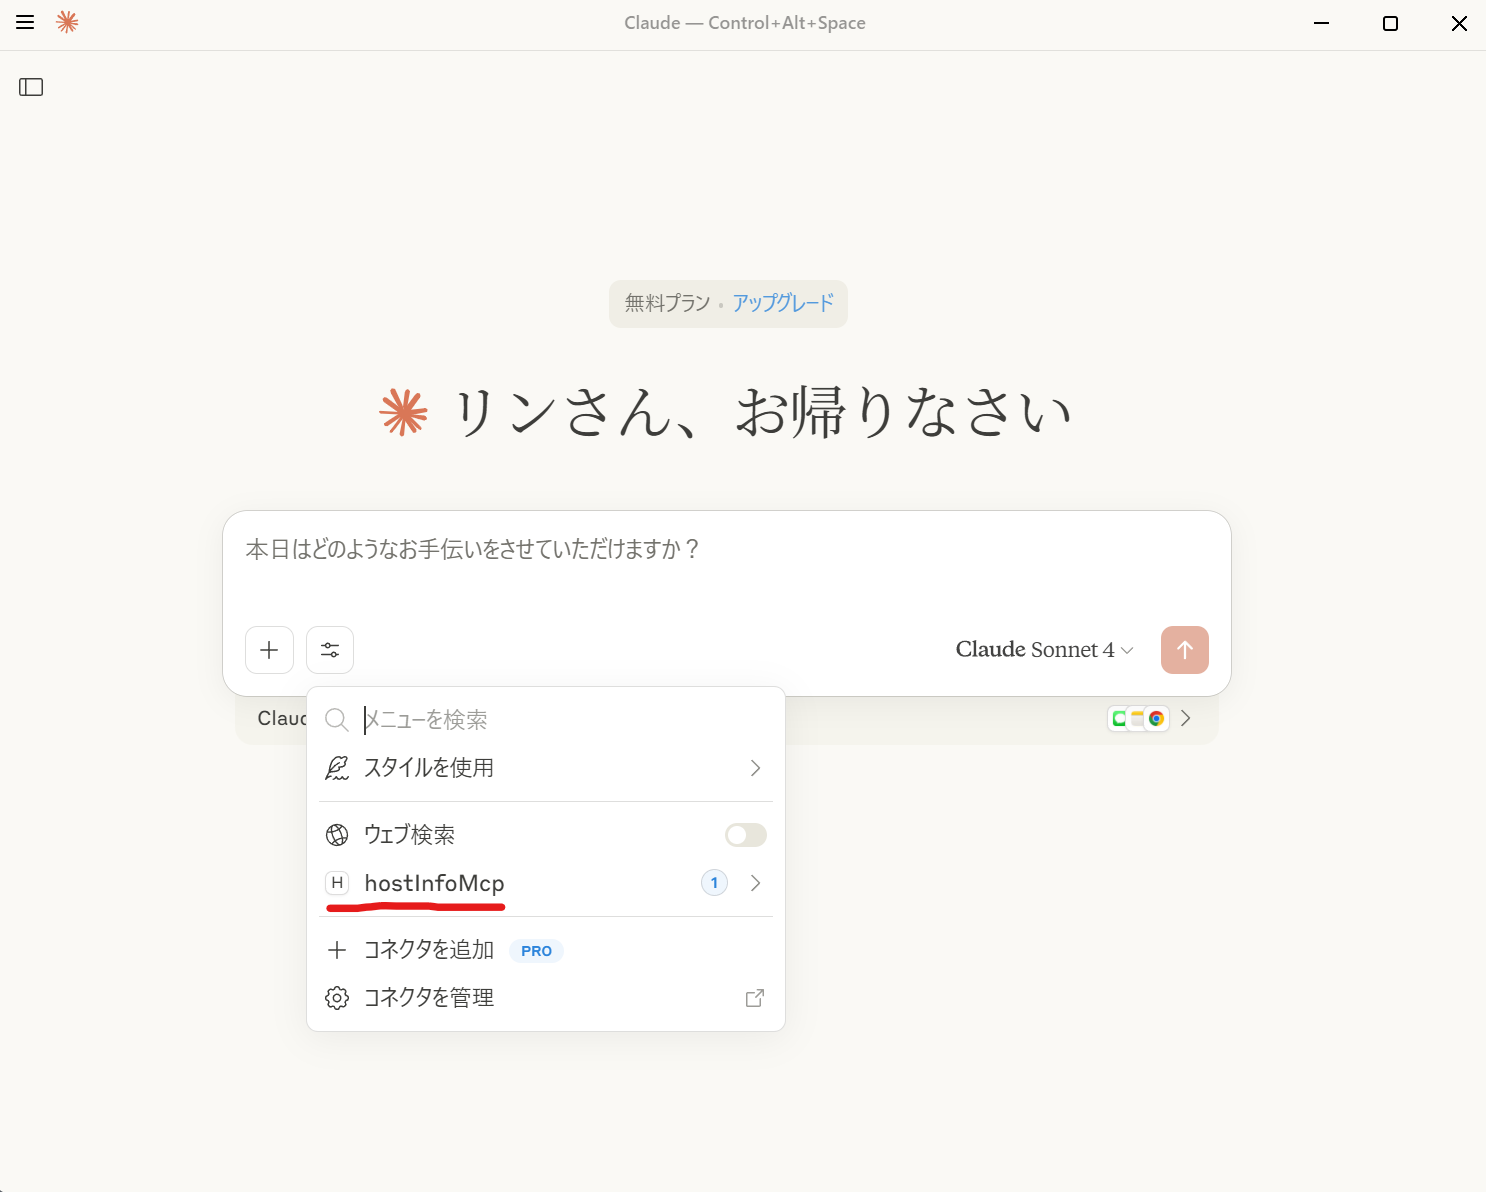 Claude — Control+Alt+Space
無料プラン • アップグレード
リンさん、お帰りなさい
本日はどのようなお手伝いをさせていただけますか？
Claude Sonnet 4
メニューを検索
スタイルを使用
ウェブ検索
H hostInfoMcp 1
コネクタを追加 PRO
コネクタを管理